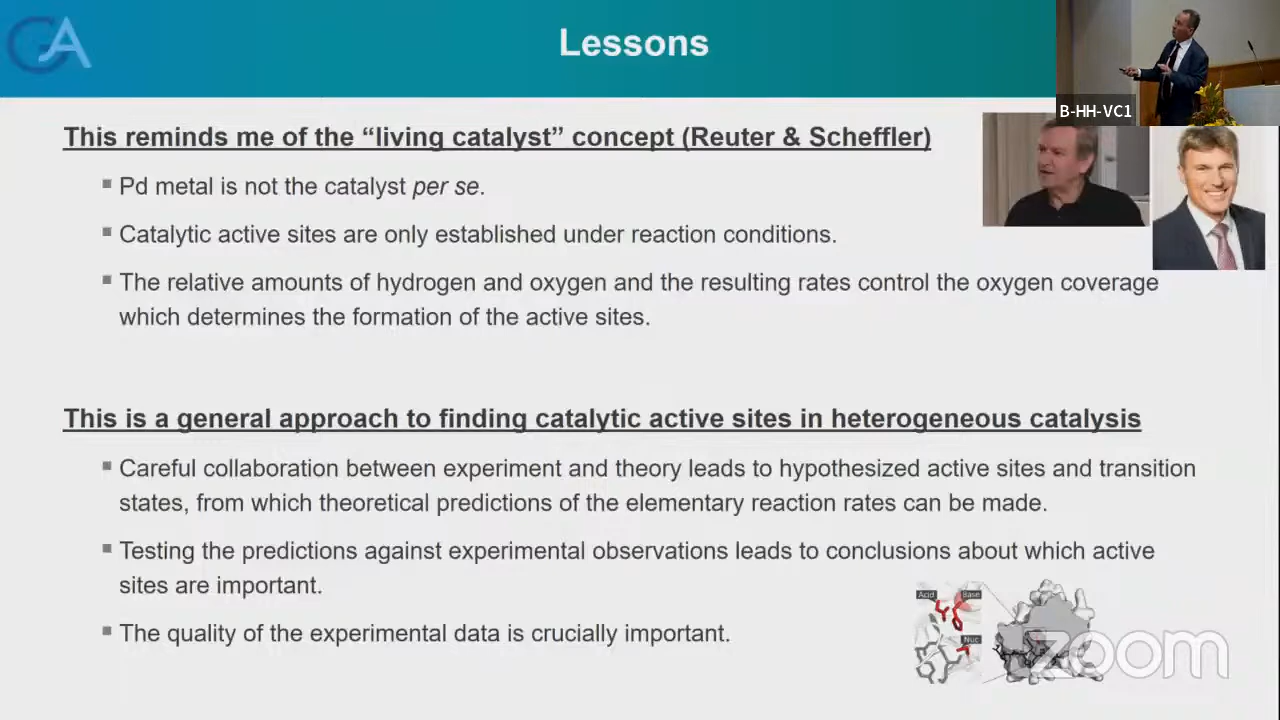 GA
Lessons
B-HH-VC1
This reminds me of the “living catalyst” concept (Reuter & Scheffler)
▪ Pd metal is not the catalyst per se.
▪ Catalytic active sites are only established under reaction conditions.
▪ The relative amounts of hydrogen and oxygen and the resulting rates control the oxygen coverage
which determines the formation of the active sites.
This is a general approach to finding catalytic active sites in heterogeneous catalysis
▪ Careful collaboration between experiment and theory leads to hypothesized active sites and transition
states, from which theoretical predictions of the elementary reaction rates can be made.
▪ Testing the predictions against experimental observations leads to conclusions about which active
sites are important.
▪ The quality of the experimental data is crucially important.
Acid
Base
Nuc
zoom